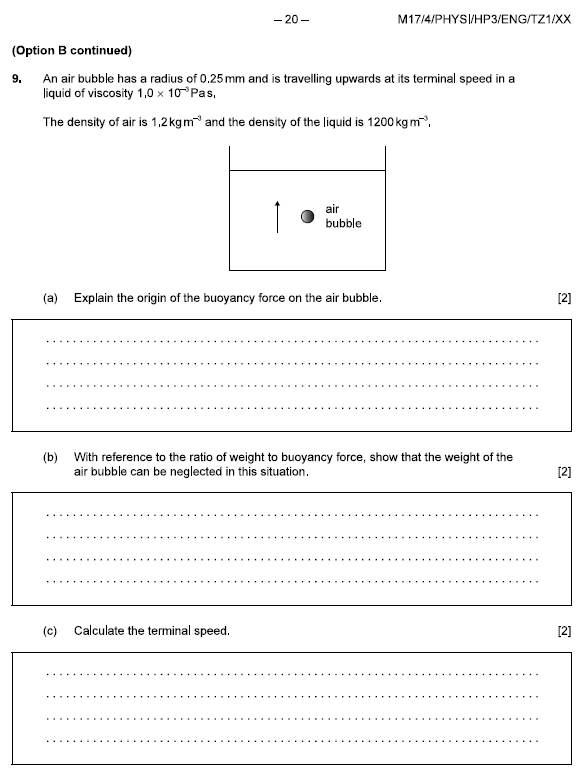 – 20 –
M17/4/PHYSI/HP3/ENG/TZ1/XX
(Option B continued)
9. An air bubble has a radius of 0.25 mm and is travelling upwards at its terminal speed in a
liquid of viscosity 1.0 × 10⁻³ Pa s.
The density of air is 1.2 kg m⁻³ and the density of the liquid is 1200 kg m⁻³.
air
bubble
(a) Explain the origin of the buoyancy force on the air bubble. [2]
(b) With reference to the ratio of weight to buoyancy force, show that the weight of the
air bubble can be neglected in this situation. [2]
(c) Calculate the terminal speed. [2]